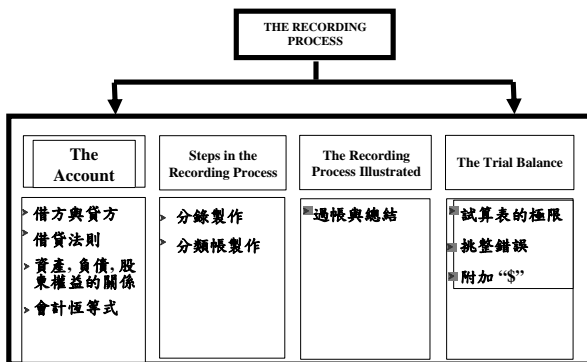 THE RECORDING
PROCESS
The
Account
借方與貸方
借貸法則
資產, 負債, 股
東權益的關係
會計恆等式
Steps in the
Recording Process
分錄製作
分類帳製作
The Recording
Process Illustrated
過帳與總結
The Trial Balance
試算表的極限
挑整錯誤
附加 “$”